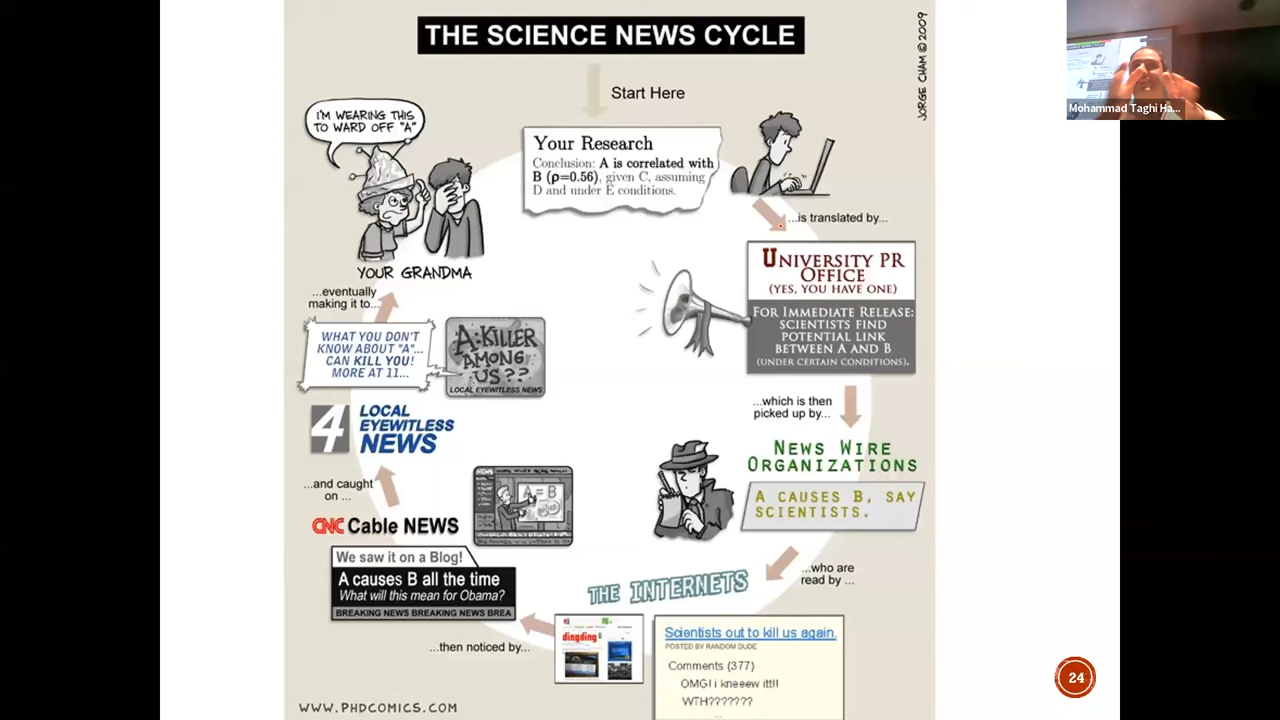 THE SCIENCE NEWS CYCLE
JORGE CHAM © 2009
Start Here
Your Research
Conclusion: A is correlated with
B (ρ=0.56), given C, assuming
D and under E conditions.
...is translated by...
UNIVERSITY PR
OFFICE
(YES, YOU HAVE ONE)
FOR IMMEDIATE RELEASE:
SCIENTISTS FIND
POTENTIAL LINK
BETWEEN A AND B
(UNDER CERTAIN CONDITIONS).
...which is then
picked up by...
NEWS WIRE
ORGANIZATIONS
A CAUSES B, SAY
SCIENTISTS.
...who are
read by ...
THE INTERNETS
dingding
Scientists out to kill us again.
POSTED BY RANDOM DUDE
Comments (377)
OMG! i kneeew itt!!
WTH???????
...then noticed by...
CNC Cable NEWS
We saw it on a Blog!
A causes B all the time
What will this mean for Obama?
BREAKING NEWS BREAKING NEWS BREA
NEWS
A=B
...and caught
on ...
4 LOCAL
EYEWITLESS
NEWS
WHAT YOU DON'T
KNOW ABOUT "A"...
CAN KILL YOU!
MORE AT 11...
A:KILLER
AMONG
US??
LOCAL EYEWITLESS NEWS
...eventually
making it to...
YOUR GRANDMA
I'M WEARING THIS
TO WARD OFF "A"
WWW.PHDCOMICS.COM
Mohammad Taghi Ha...
24